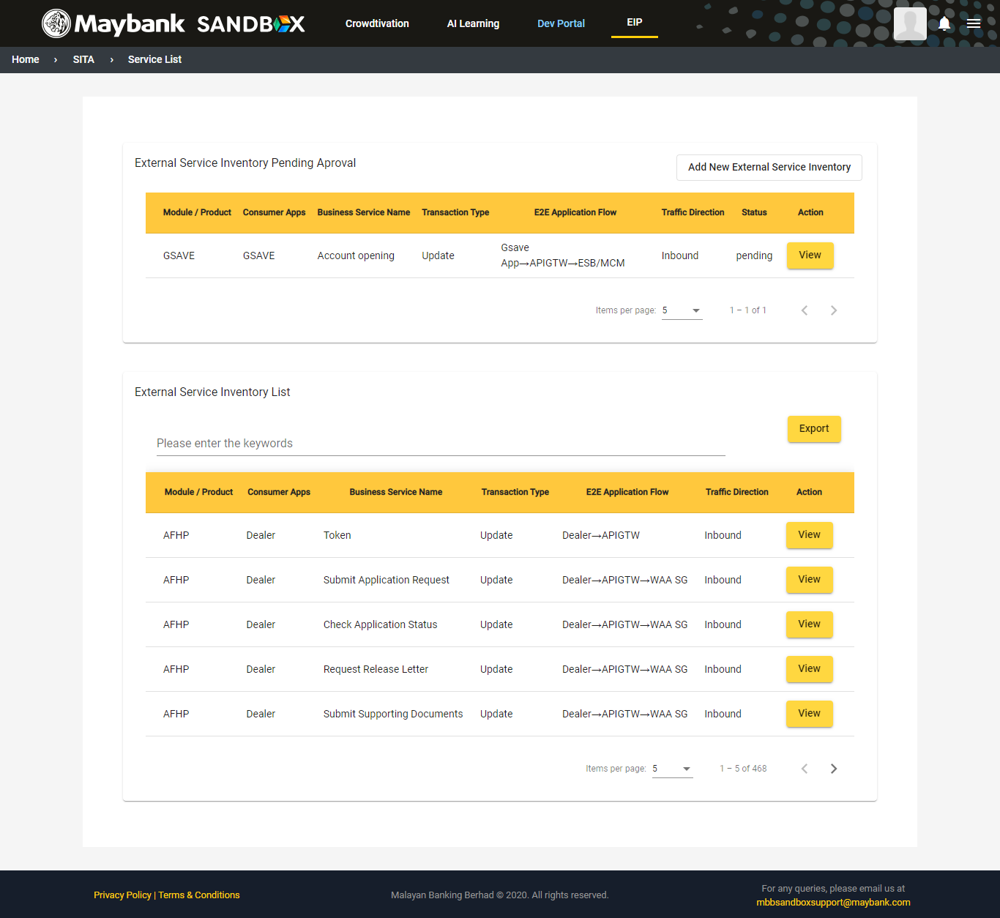 Maybank SANDBOX Crowdtivation AI Learning Dev Portal EIP
Home › SITA › Service List
External Service Inventory Pending Aproval
Add New External Service Inventory
Module / Product Consumer Apps Business Service Name Transaction Type E2E Application Flow Traffic Direction Status Action
GSAVE GSAVE Account opening Update Gsave App→APIGTW→ESB/MCM Inbound pending View
Items per page: 5 1 – 1 of 1
External Service Inventory List
Export
Please enter the keywords
Module / Product Consumer Apps Business Service Name Transaction Type E2E Application Flow Traffic Direction Action
AFHP Dealer Token Update Dealer→APIGTW Inbound View
AFHP Dealer Submit Application Request Update Dealer→APIGTW→WAA SG Inbound View
AFHP Dealer Check Application Status Update Dealer→APIGTW→WAA SG Inbound View
AFHP Dealer Request Release Letter Update Dealer→APIGTW→WAA SG Inbound View
AFHP Dealer Submit Supporting Documents Update Dealer→APIGTW→WAA SG Inbound View
Items per page: 5 1 – 5 of 468
Privacy Policy | Terms & Conditions
Malayan Banking Berhad © 2020. All rights reserved.
For any queries, please email us at
mbbsandboxsupport@maybank.com